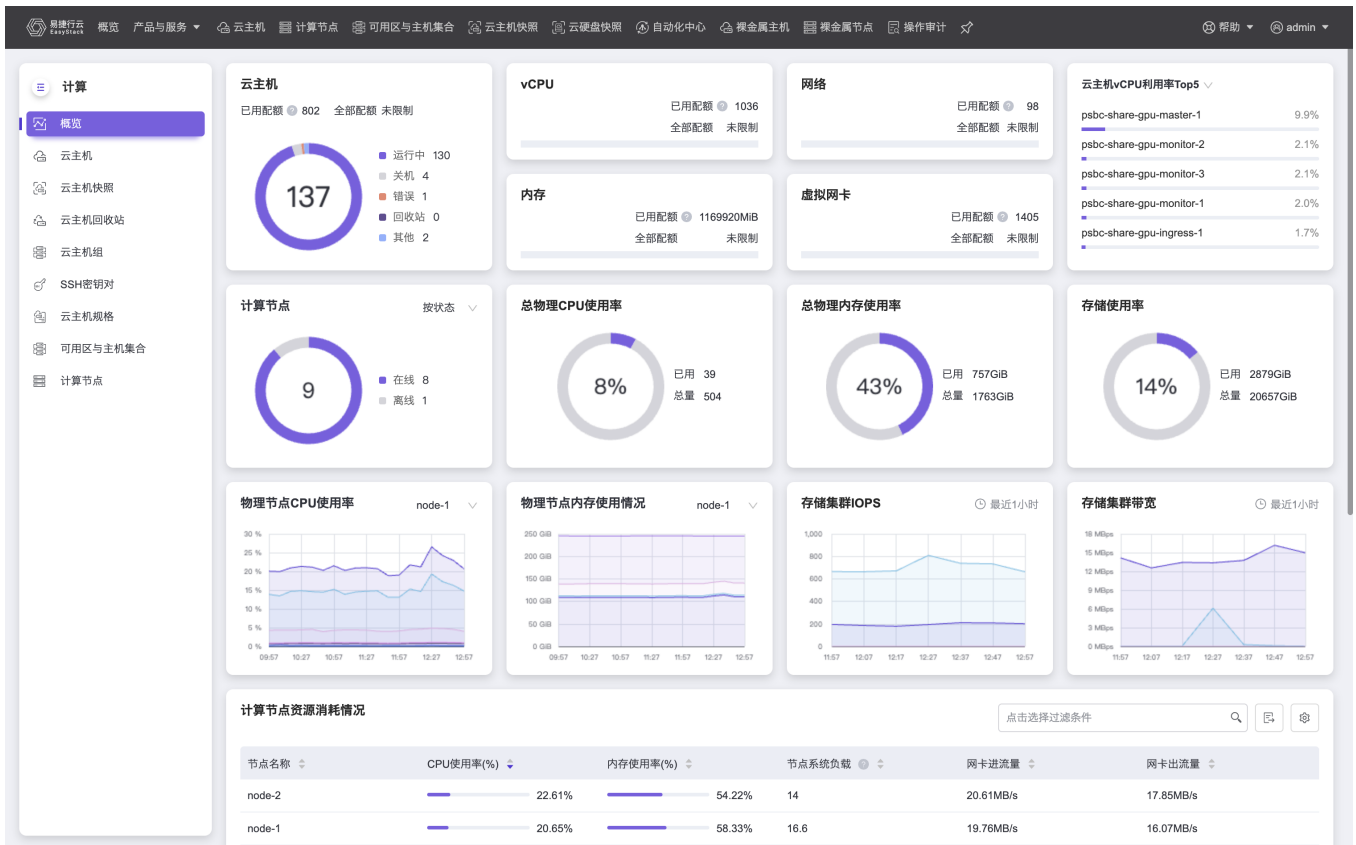 易捷行云 EasyStack 概览 产品与服务 云主机 计算节点 可用区与主机集合 云主机快照 云硬盘快照 自动化中心 裸金属主机 裸金属节点 操作审计 帮助 admin
计算
概览
云主机
云主机快照
云主机回收站
云主机组
SSH密钥对
云主机规格
可用区与主机集合
计算节点
云主机
已用配额 802 全部配额 未限制
137
运行中 130
关机 4
错误 1
回收站 0
其他 2
vCPU
已用配额 1036
全部配额 未限制
内存
已用配额 1169920MiB
全部配额 未限制
网络
已用配额 98
全部配额 未限制
虚拟网卡
已用配额 1405
全部配额 未限制
云主机vCPU利用率Top5
psbc-share-gpu-master-1 9.9%
psbc-share-gpu-monitor-2 2.1%
psbc-share-gpu-monitor-3 2.1%
psbc-share-gpu-monitor-1 2.0%
psbc-share-gpu-ingress-1 1.7%
计算节点 按状态
9
在线 8
离线 1
总物理CPU使用率
8%
已用 39
总量 504
总物理内存使用率
43%
已用 757GiB
总量 1763GiB
存储使用率
14%
已用 2879GiB
总量 20657GiB
物理节点CPU使用率 node-1
30 %
25 %
20 %
15 %
10 %
5 %
0 %
09:57 10:27 10:57 11:27 11:57 12:27 12:57
物理节点内存使用情况 node-1
250 GiB
200 GiB
150 GiB
100 GiB
50 GiB
0 GiB
09:57 10:27 10:57 11:27 11:57 12:27 12:57
存储集群IOPS 最近1小时
1,000
800
600
400
200
0
11:57 12:07 12:17 12:27 12:37 12:47 12:57
存储集群带宽 最近1小时
18 MBps
15 MBps
12 MBps
9 MBps
6 MBps
3 MBps
0 MBps
11:57 12:07 12:17 12:27 12:37 12:47 12:57
计算节点资源消耗情况
点击选择过滤条件
节点名称 CPU使用率(%) 内存使用率(%) 节点系统负载 网卡进流量 网卡出流量
node-2 22.61% 54.22% 14 20.61MB/s 17.85MB/s
node-1 20.65% 58.33% 16.6 19.76MB/s 16.07MB/s